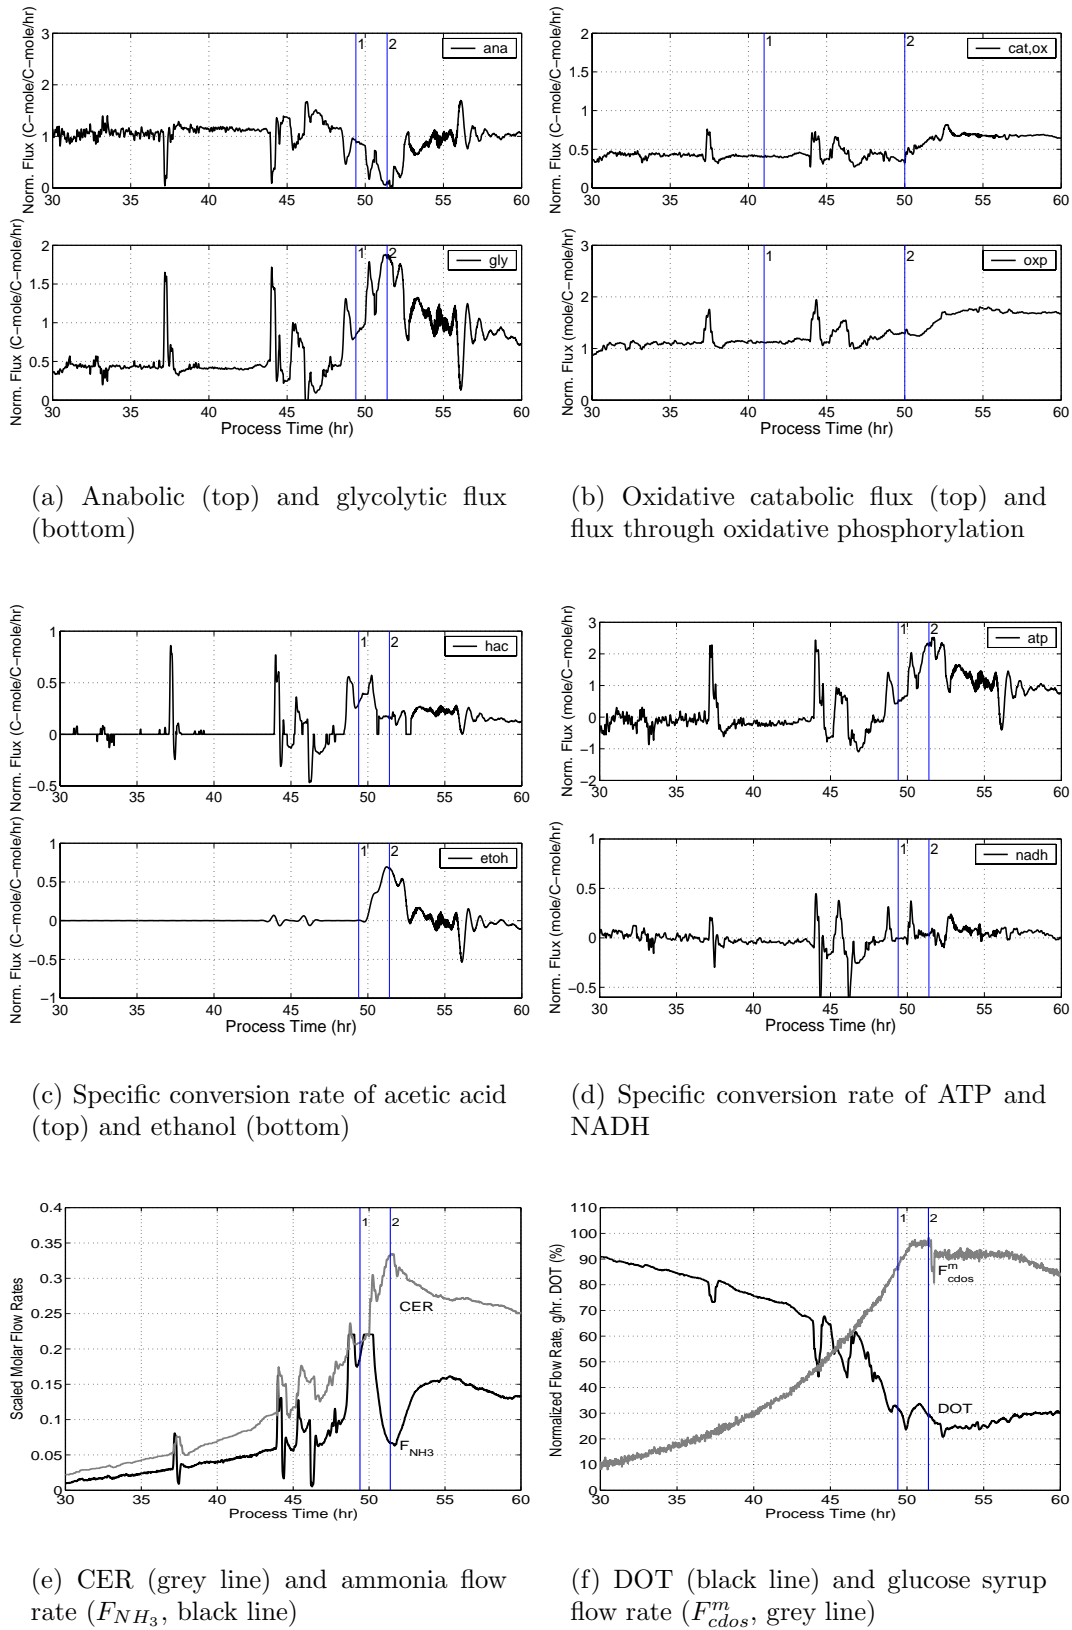 Norm. Flux (C−mole/C−mole/hr)
3
2
1
0
30 35 40 45 50 55 60
1
2
ana
Norm. Flux (C−mole/C−mole/hr)
2
1.5
1
0.5
0
30 35 40 45 50 55 60
1
2
gly
Process Time (hr)
(a) Anabolic (top) and glycolytic flux
(bottom)
Norm. Flux (C−mole/C−mole/hr)
2
1.5
1
0.5
0
30 35 40 45 50 55 60
1
2
cat,ox
Norm. Flux (mole/C−mole/hr)
3
2
1
0
30 35 40 45 50 55 60
1
2
oxp
Process Time (hr)
(b) Oxidative catabolic flux (top) and
flux through oxidative phosphorylation
Norm. Flux (C−mole/C−mole/hr)
1
0.5
0
−0.5
30 35 40 45 50 55 60
1
2
hac
Norm. Flux (C−mole/C−mole/hr)
1
0.5
0
−0.5
−1
30 35 40 45 50 55 60
1
2
etoh
Process Time (hr)
(c) Specific conversion rate of acetic acid
(top) and ethanol (bottom)
Norm. Flux (mole/C−mole/hr)
3
2
1
0
−1
−2
30 35 40 45 50 55 60
1
2
atp
Norm. Flux (mole/C−mole/hr)
1
0.5
0
−0.5
30 35 40 45 50 55 60
1
2
nadh
Process Time (hr)
(d) Specific conversion rate of ATP and
NADH
Scaled Molar Flow Rates
0.4
0.35
0.3
0.25
0.2
0.15
0.1
0.05
0
30 35 40 45 50 55 60
1
2
CER
F_NH3
Process Time (hr)
(e) CER (grey line) and ammonia flow
rate (F_{NH_3}, black line)
Normalized Flow Rate, g/hr. DOT (%)
110
100
90
80
70
60
50
40
30
20
10
0
30 35 40 45 50 55 60
1
2
F^m_cdos
DOT
Process Time (hr)
(f) DOT (black line) and glucose syrup
flow rate (F^m_{cdos}, grey line)